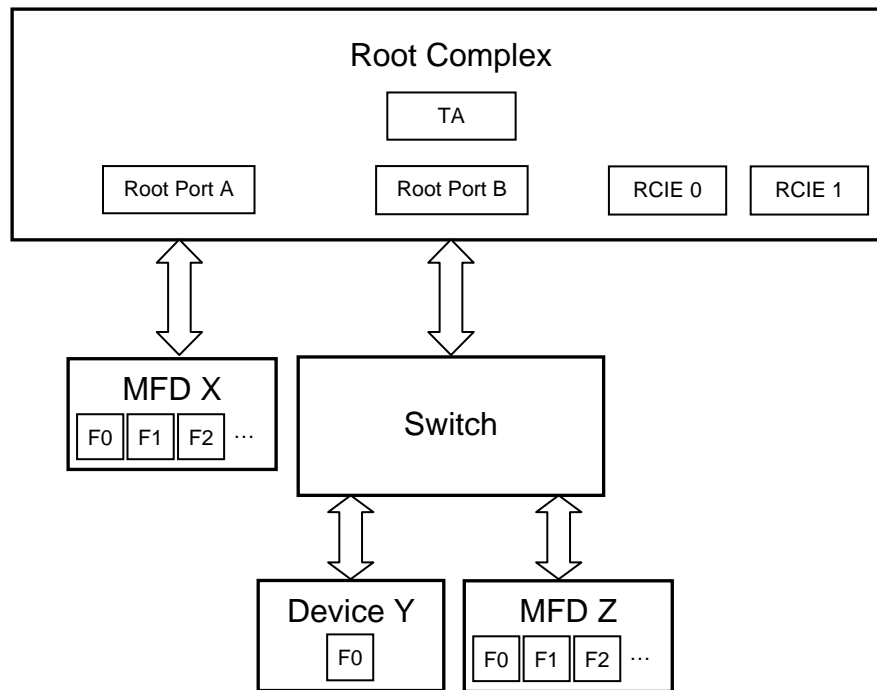 Root Complex
TA
Root Port A Root Port B RCIE 0 RCIE 1
MFD X
F0 F1 F2 ...
Switch
Device Y
F0
MFD Z
F0 F1 F2 ...